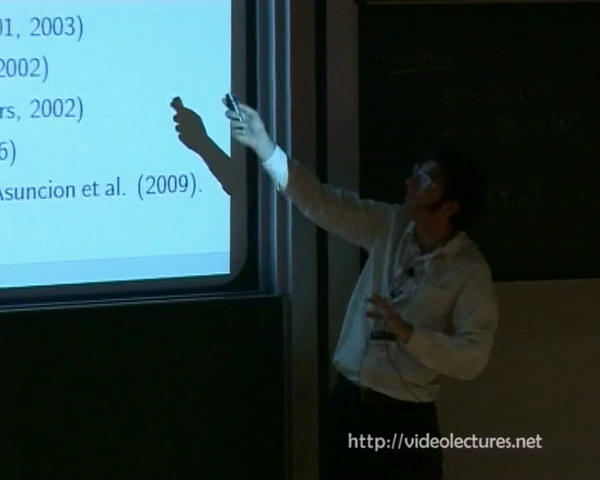 01, 2003)
2002)
rs, 2002)
6)
Asuncion et al. (2009).
http://videolectures.net